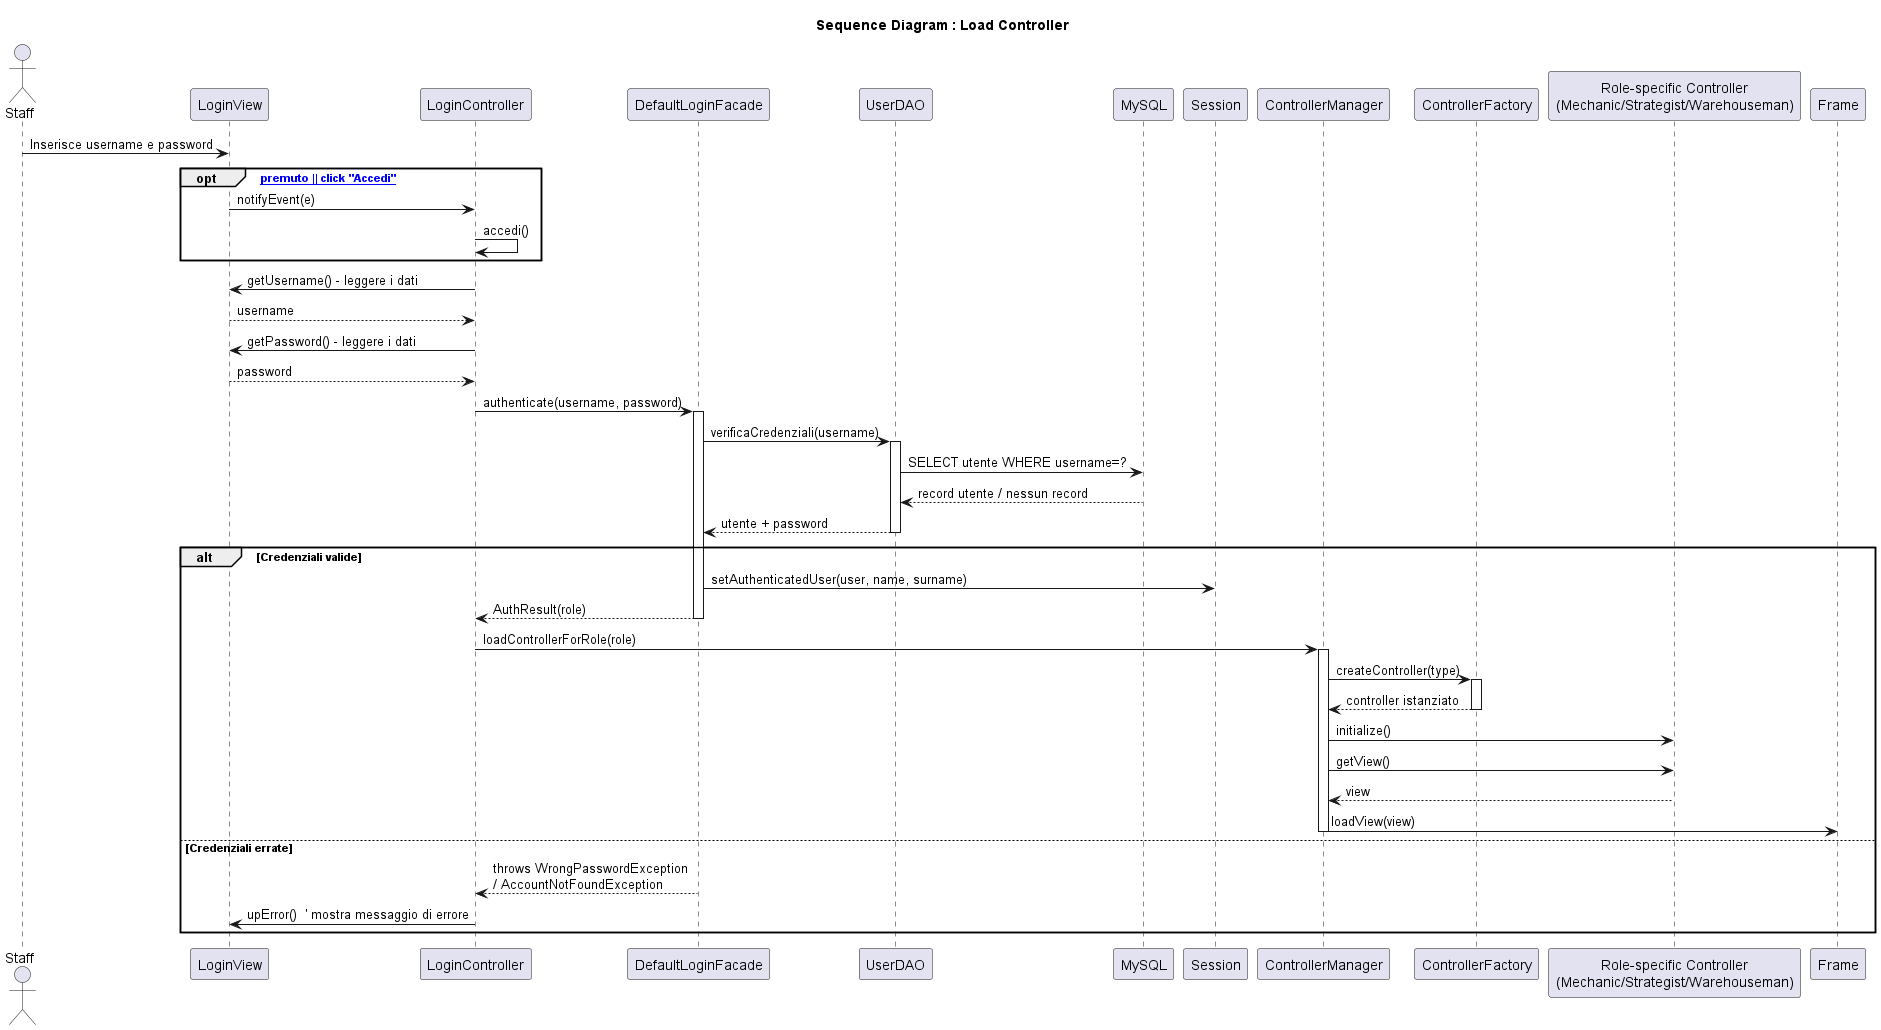 Sequence Diagram : Load Controller
Staff
LoginView
LoginController
DefaultLoginFacade
UserDAO
MySQL
Session
ControllerManager
ControllerFactory
Role-specific Controller
(Mechanic/Strategist/Warehouseman)
Frame
Inserisce username e password
opt
premuto || click "Accedi"
notifyEvent(e)
accedi()
getUsername() - leggere i dati
username
getPassword() - leggere i dati
password
authenticate(username, password)
verificaCredenziali(username)
SELECT utente WHERE username=?
record utente / nessun record
utente + password
alt
[Credenziali valide]
setAuthenticatedUser(user, name, surname)
AuthResult(role)
loadControllerForRole(role)
createController(type)
controller istanziato
initialize()
getView()
view
loadView(view)
[Credenziali errate]
throws WrongPasswordException
/ AccountNotFoundException
upError()  ' mostra messaggio di errore
Staff
LoginView
LoginController
DefaultLoginFacade
UserDAO
MySQL
Session
ControllerManager
ControllerFactory
Role-specific Controller
(Mechanic/Strategist/Warehouseman)
Frame